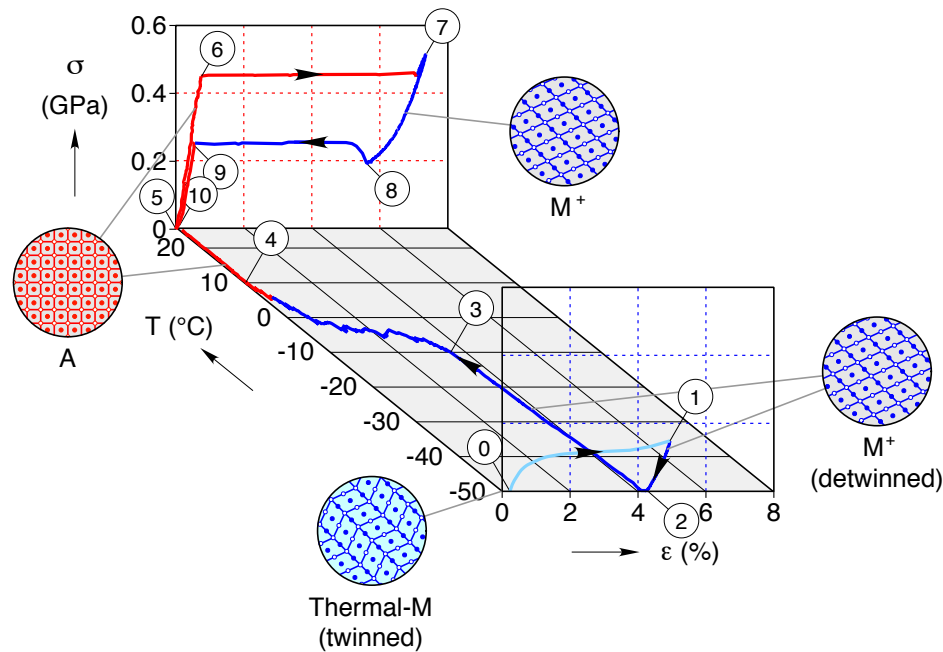 0.6
σ
(GPa)
0.4
0.2
0
6
7
9
8
5
10
M⁺
20
10
0
-10
-20
-30
-40
-50
T (°C)
A
4
3
1
0
2
M⁺
(detwinned)
0
2
4
6
8
ε (%)
Thermal-M
(twinned)